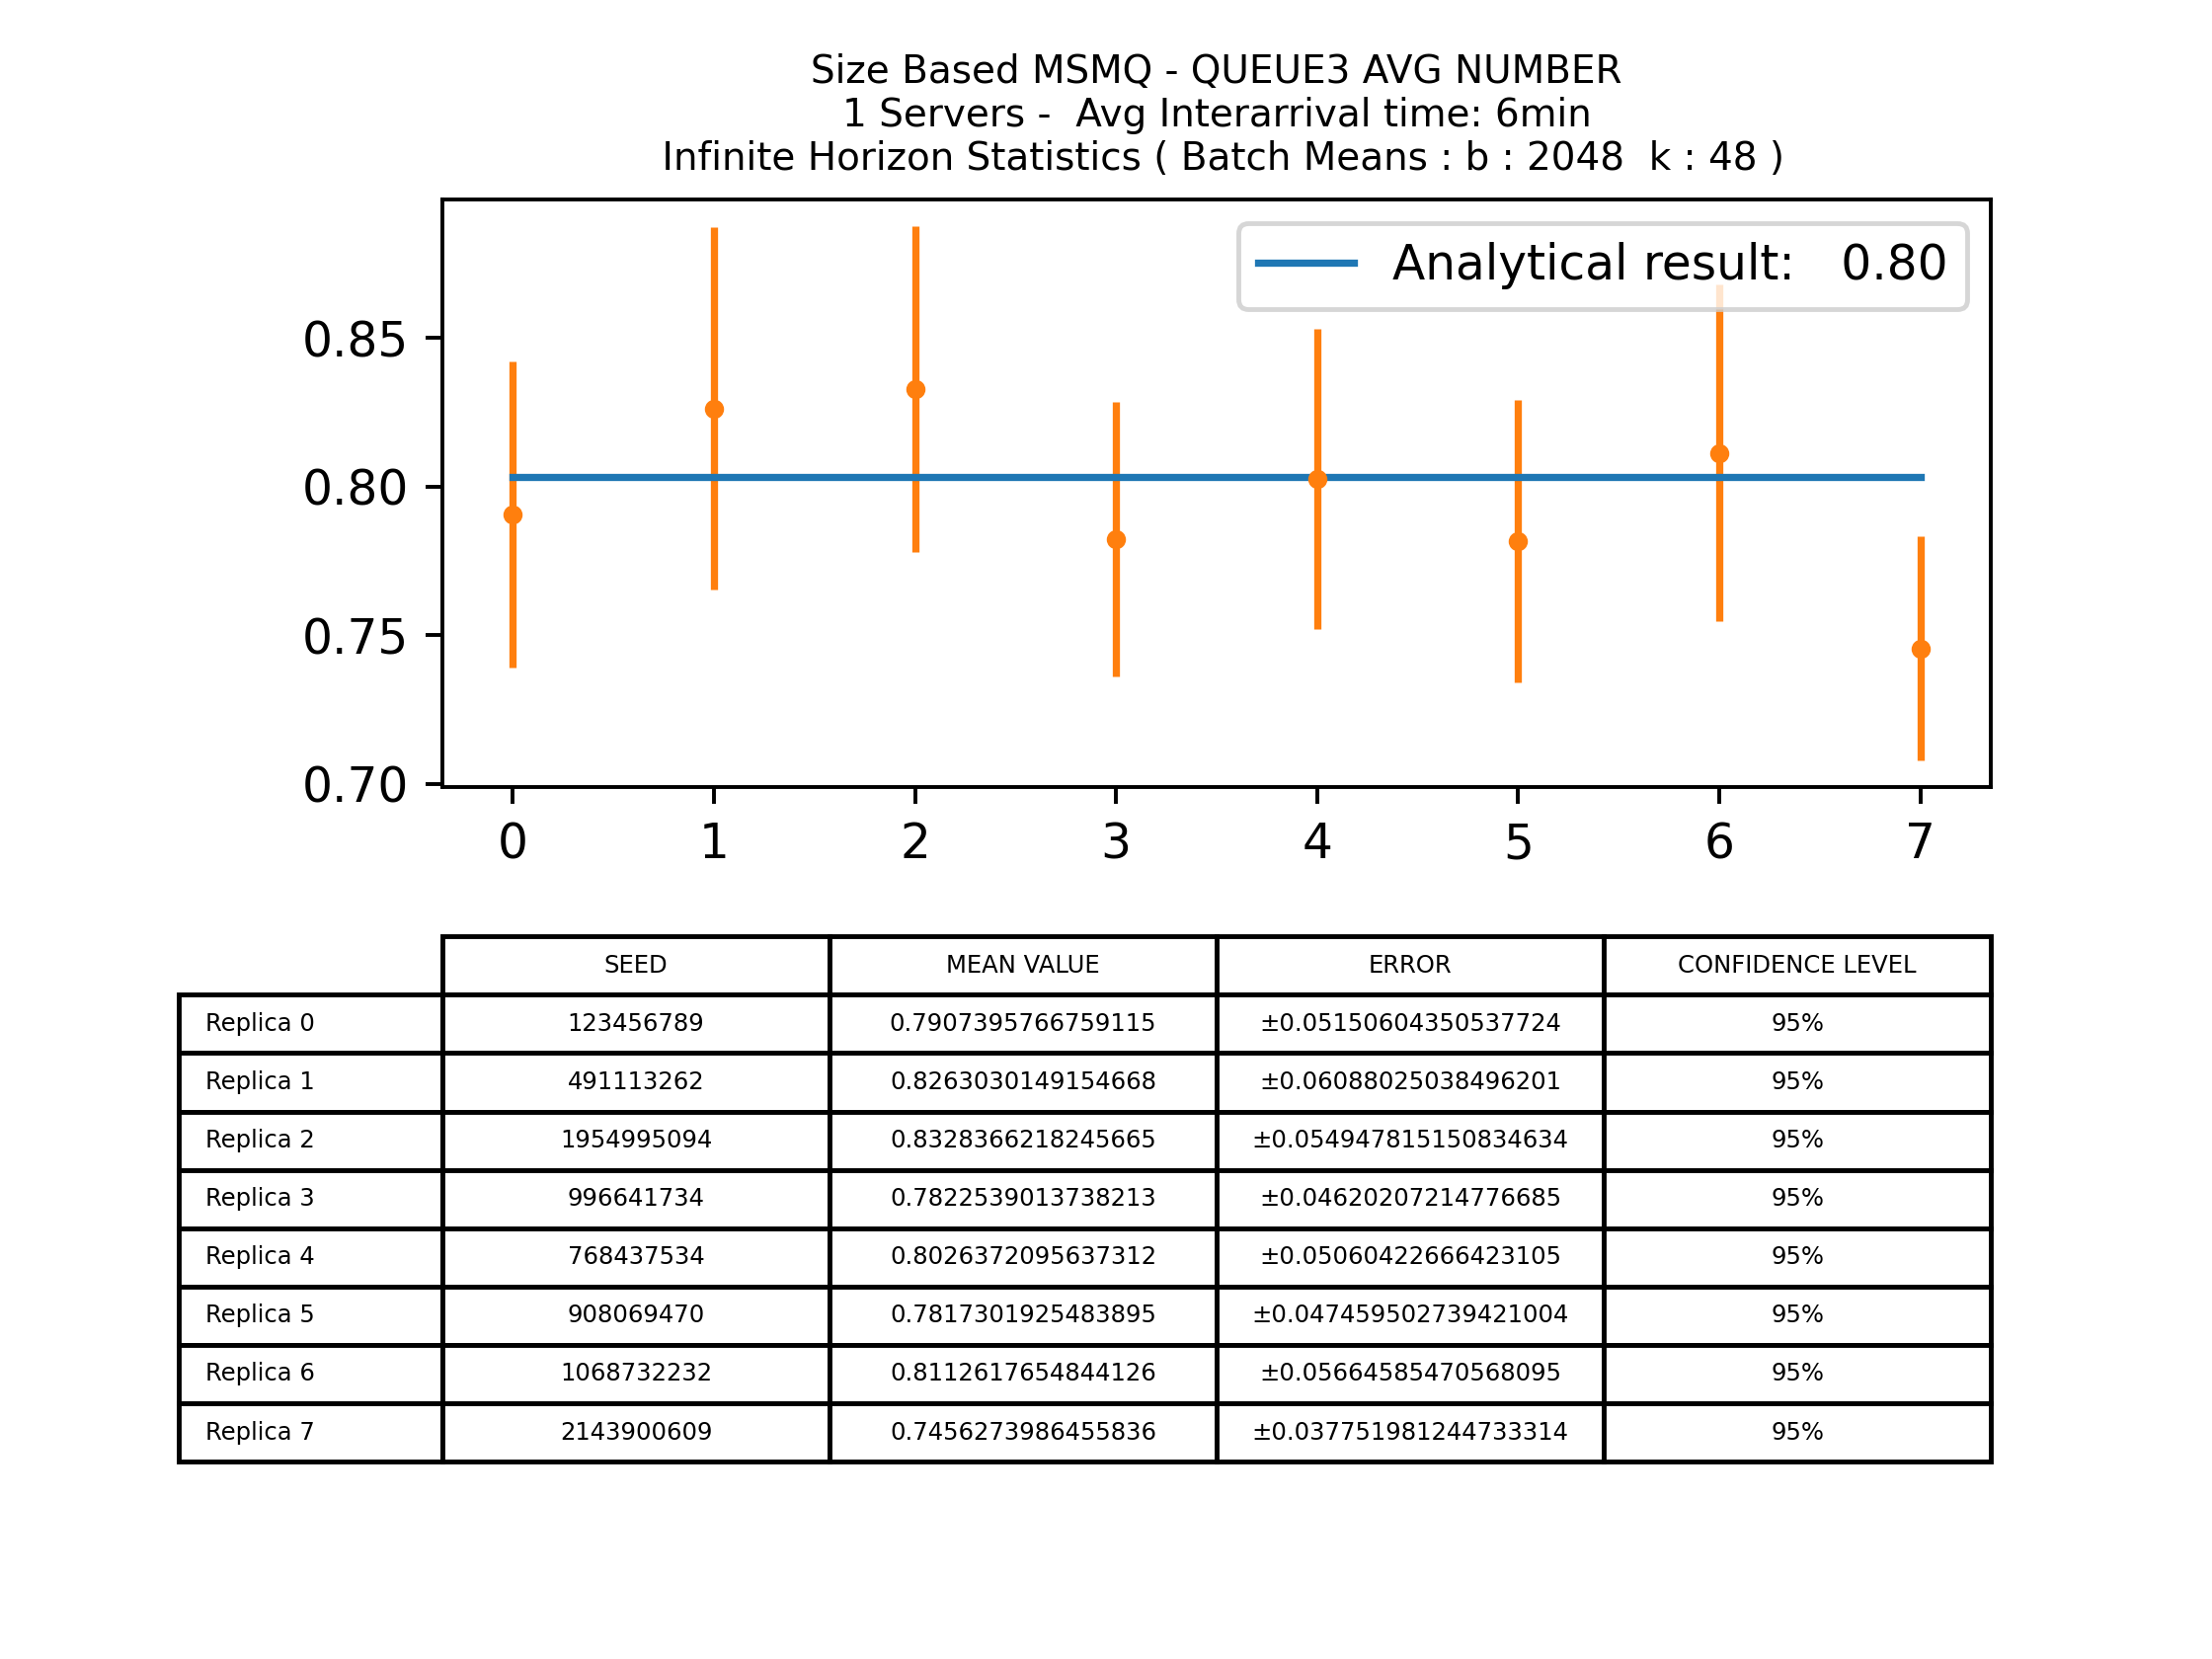 Size Based MSMQ - QUEUE3 AVG NUMBER
1 Servers -  Avg Interarrival time: 6min
Infinite Horizon Statistics ( Batch Means : b : 2048  k : 48 )
Analytical result:   0.80
0.85
0.80
0.75
0.70
0 1 2 3 4 5 6 7
SEED MEAN VALUE ERROR CONFIDENCE LEVEL
Replica 0 123456789 0.7907395766759115 ±0.05150604350537724 95%
Replica 1 491113262 0.8263030149154668 ±0.06088025038496201 95%
Replica 2 1954995094 0.8328366218245665 ±0.054947815150834634 95%
Replica 3 996641734 0.7822539013738213 ±0.04620207214776685 95%
Replica 4 768437534 0.8026372095637312 ±0.05060422666423105 95%
Replica 5 908069470 0.7817301925483895 ±0.047459502739421004 95%
Replica 6 1068732232 0.8112617654844126 ±0.05664585470568095 95%
Replica 7 2143900609 0.7456273986455836 ±0.037751981244733314 95%